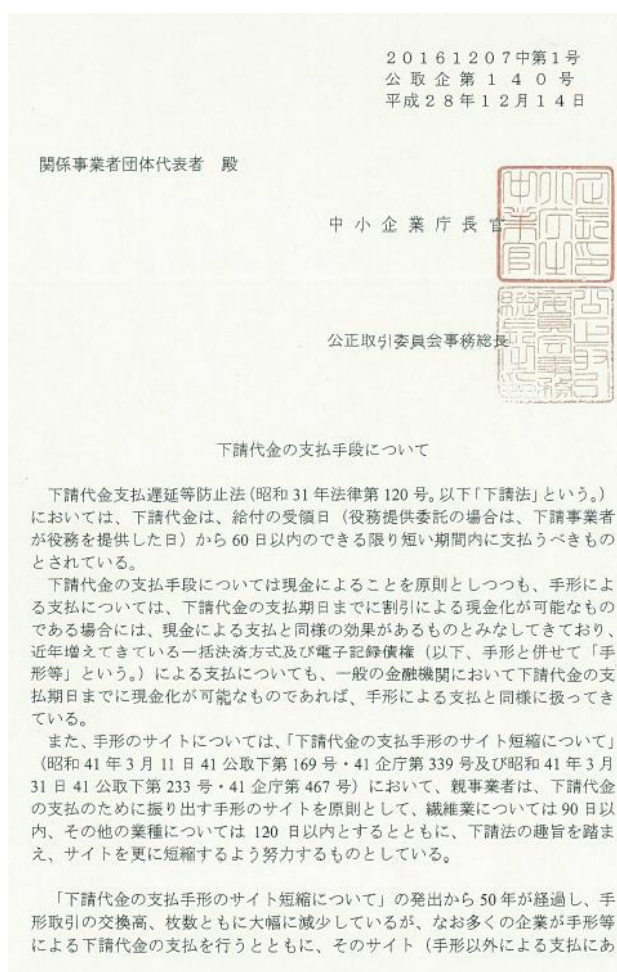 20161207中第1号
公取企第140号
平成28年12月14日
関係事業者団体代表者 殿
中小企業庁長官
公正取引委員会事務総長
下請代金の支払手段について
下請代金支払遅延等防止法(昭和31年法律第120号。以下「下請法」という。)
においては、下請代金は、給付の受領日(役務提供委託の場合は、下請事業者
が役務を提供した日)から60日以内のできる限り短い期間内に支払うべきもの
とされている。
下請代金の支払手段については現金によることを原則としつつも、手形によ
る支払については、下請代金の支払期日までに割引による現金化が可能なもの
である場合には、現金による支払と同様の効果があるものとみなしてきており、
近年増えてきている一括決済方式及び電子記録債権(以下、手形と併せて「手
形等」という。)による支払についても、一般の金融機関において下請代金の支
払期日までに現金化が可能なものであれば、手形による支払と同様に扱ってき
ている。
また、手形のサイトについては、「下請代金の支払手形のサイト短縮について」
(昭和41年3月11日41公取下第169号・41企庁第339号及び昭和41年3月
31日41公取下第233号・41企庁第467号)において、親事業者は、下請代金
の支払のために振り出す手形のサイトを原則として、繊維業については90日以
内、その他の業種については120日以内とするとともに、下請法の趣旨を踏ま
え、サイトを更に短縮するよう努力するものとしている。
「下請代金の支払手形のサイト短縮について」の発出から50年が経過し、手
形取引の交換高、枚数ともに大幅に減少しているが、なお多くの企業が手形等
による下請代金の支払を行うとともに、そのサイト(手形以外による支払にあ